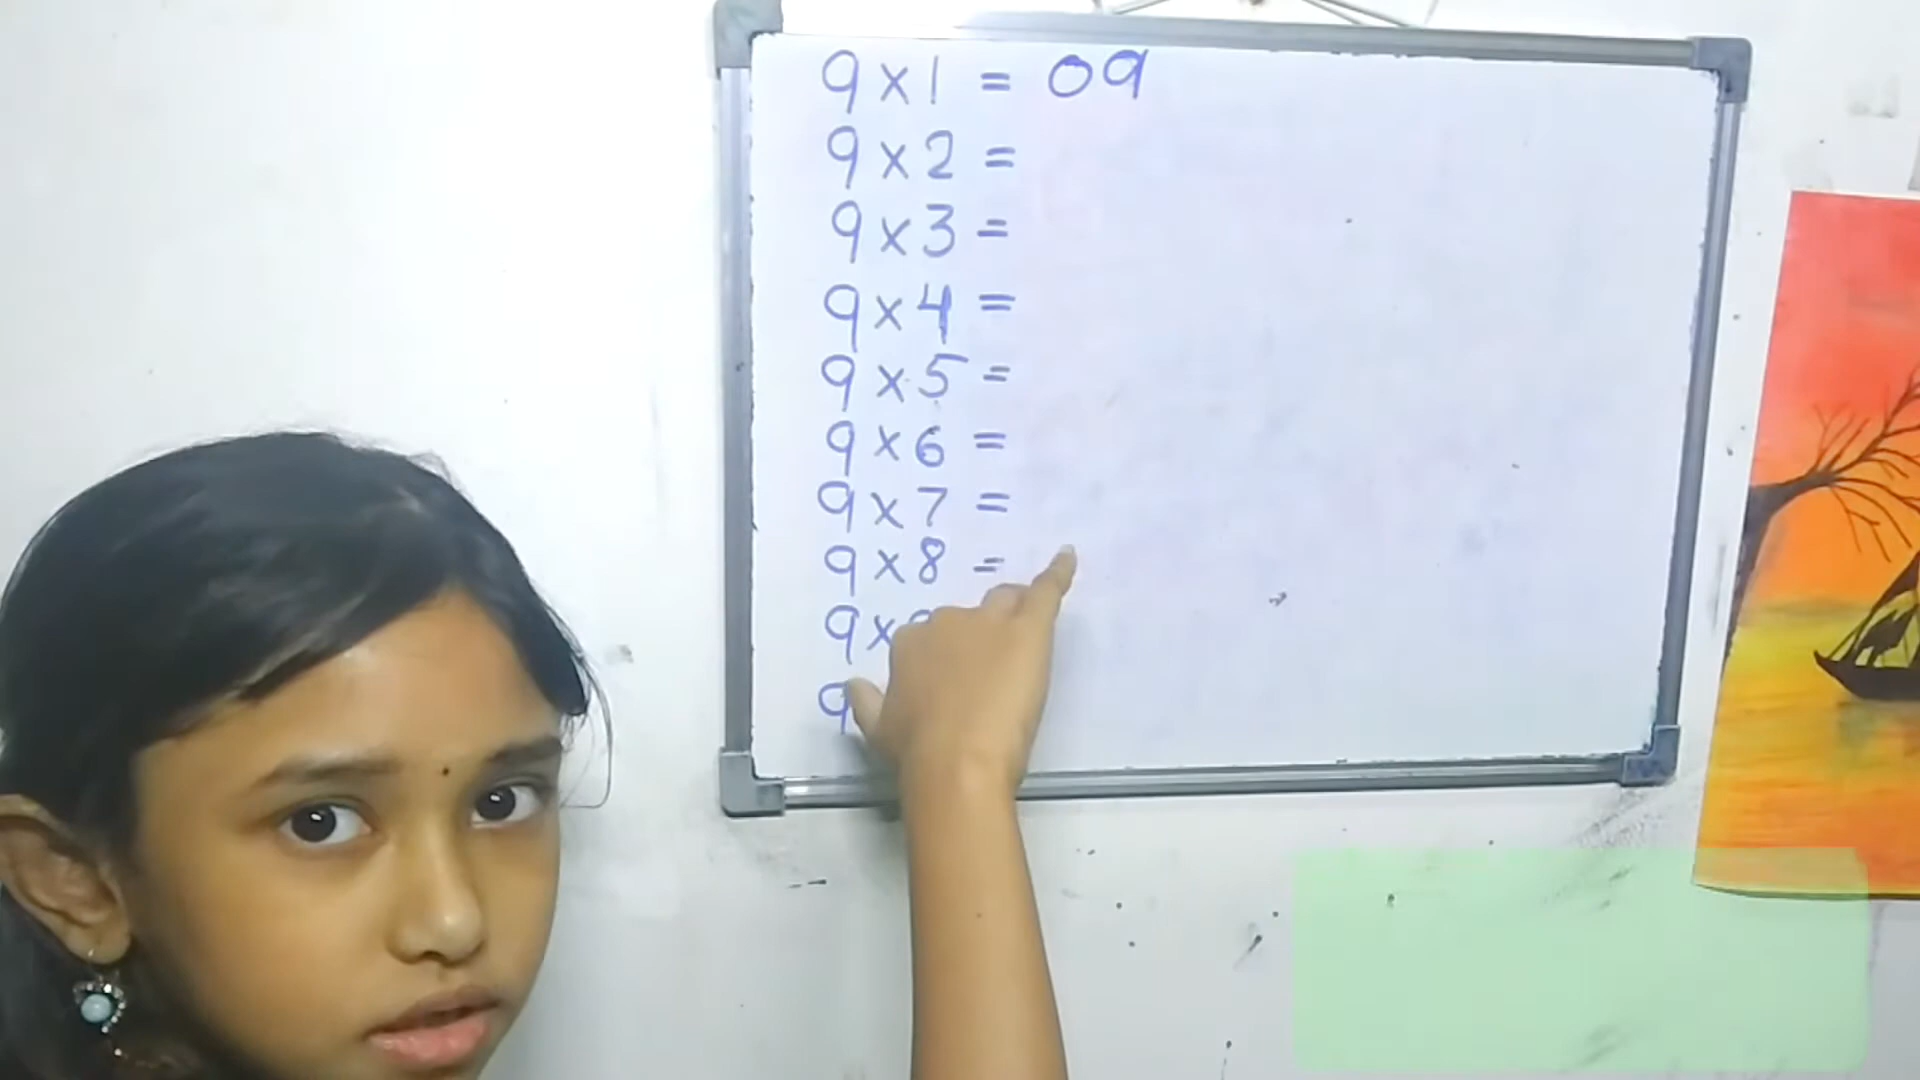 9 × 1 = 09
9 × 2 =
9 × 3 =
9 × 4 =
9 × 5 =
9 × 6 =
9 × 7 =
9 × 8 =
9 ×
9